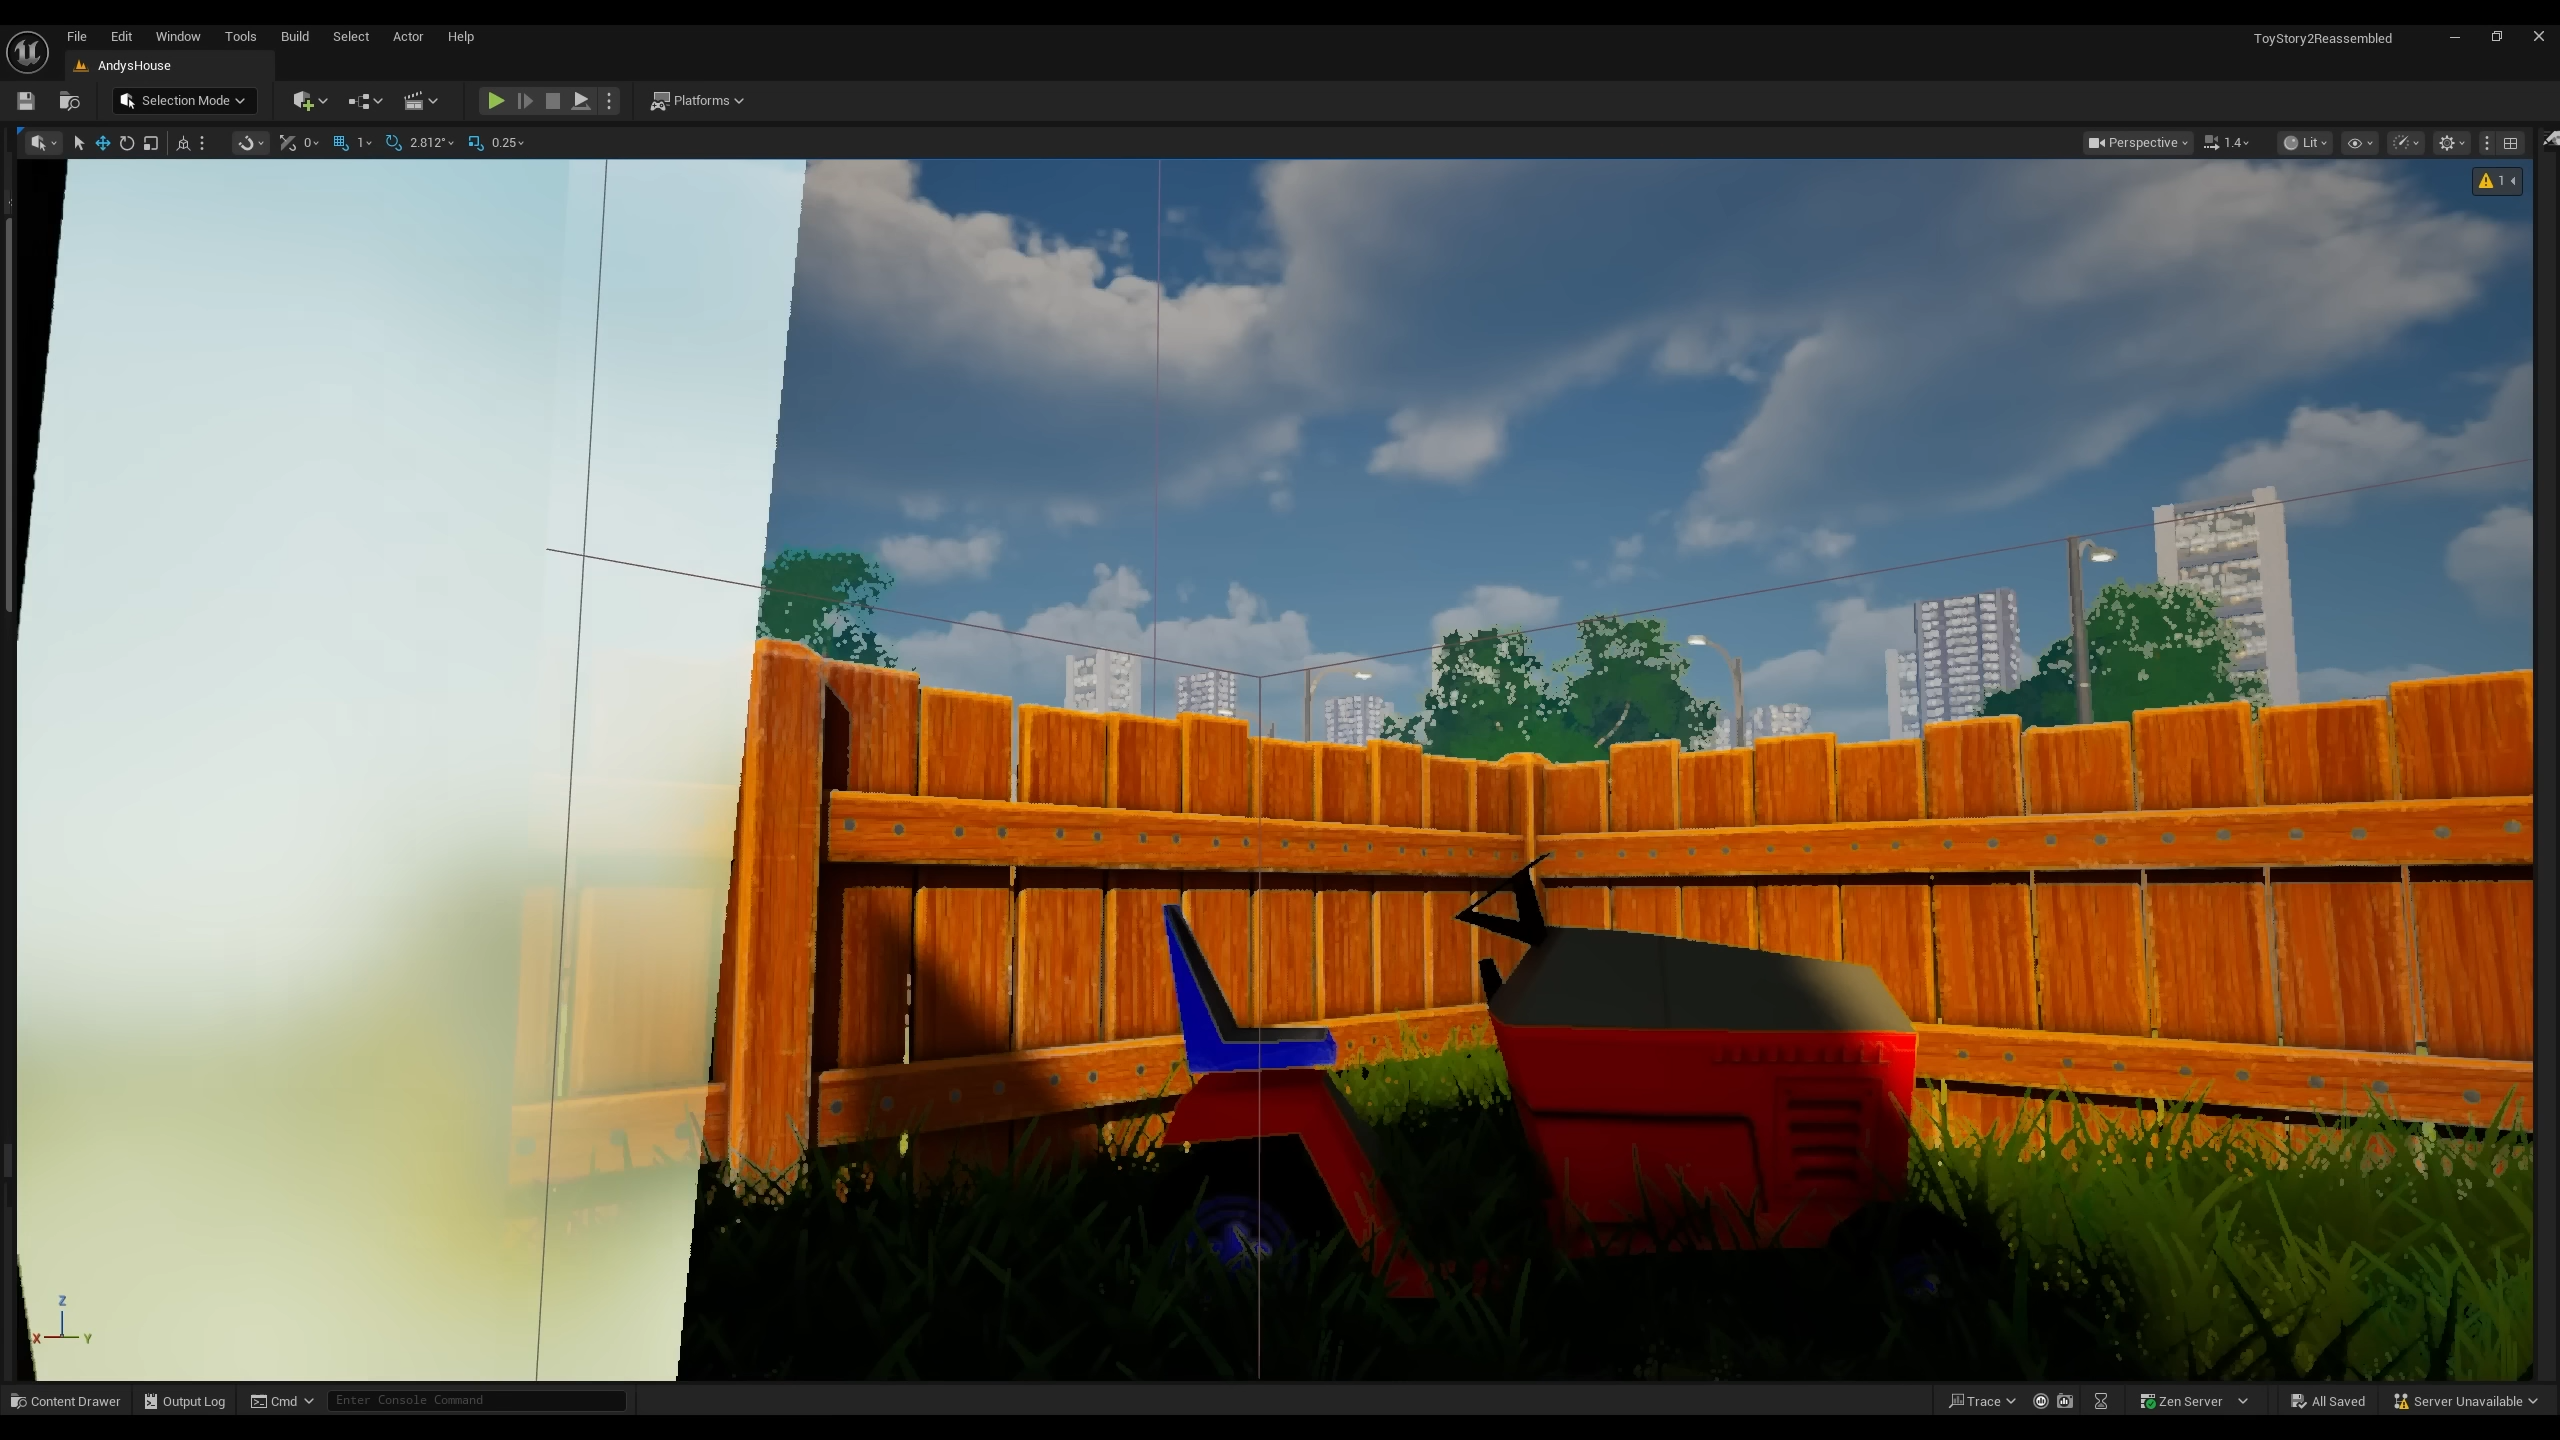 File Edit Window Tools Build Select Actor Help
ToyStory2Reassembled
AndysHouse
Selection Mode
Platforms
0 1 2.812° 0.25
Perspective 1.4 Lit
1
Z
X Y
Content Drawer Output Log Cmd Enter Console Command
Trace Zen Server All Saved Server Unavailable